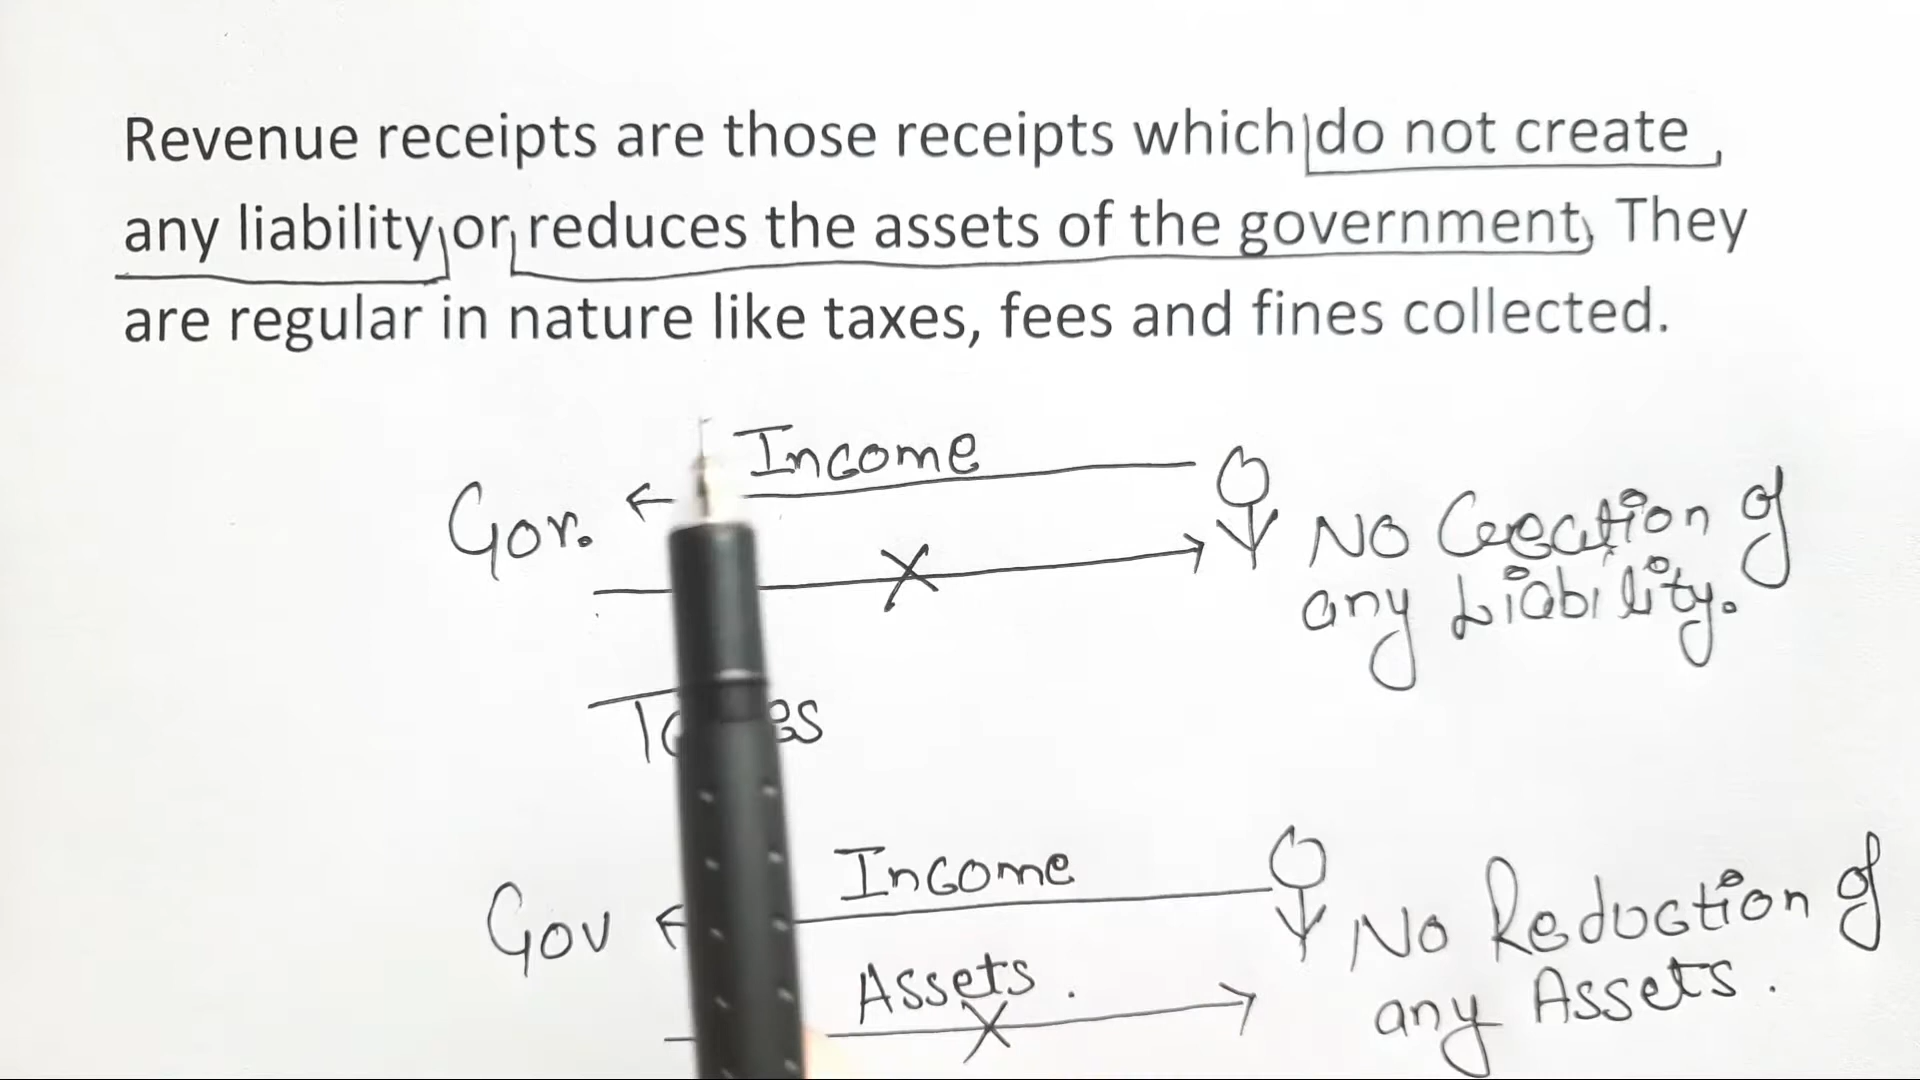 Revenue receipts are those receipts which do not create
any liability or reduces the assets of the government. They
are regular in nature like taxes, fees and fines collected.
Income
Gov.
No Creation of
any Liability.
Income
Gov
No Reduction of
Assets.
any Assets.